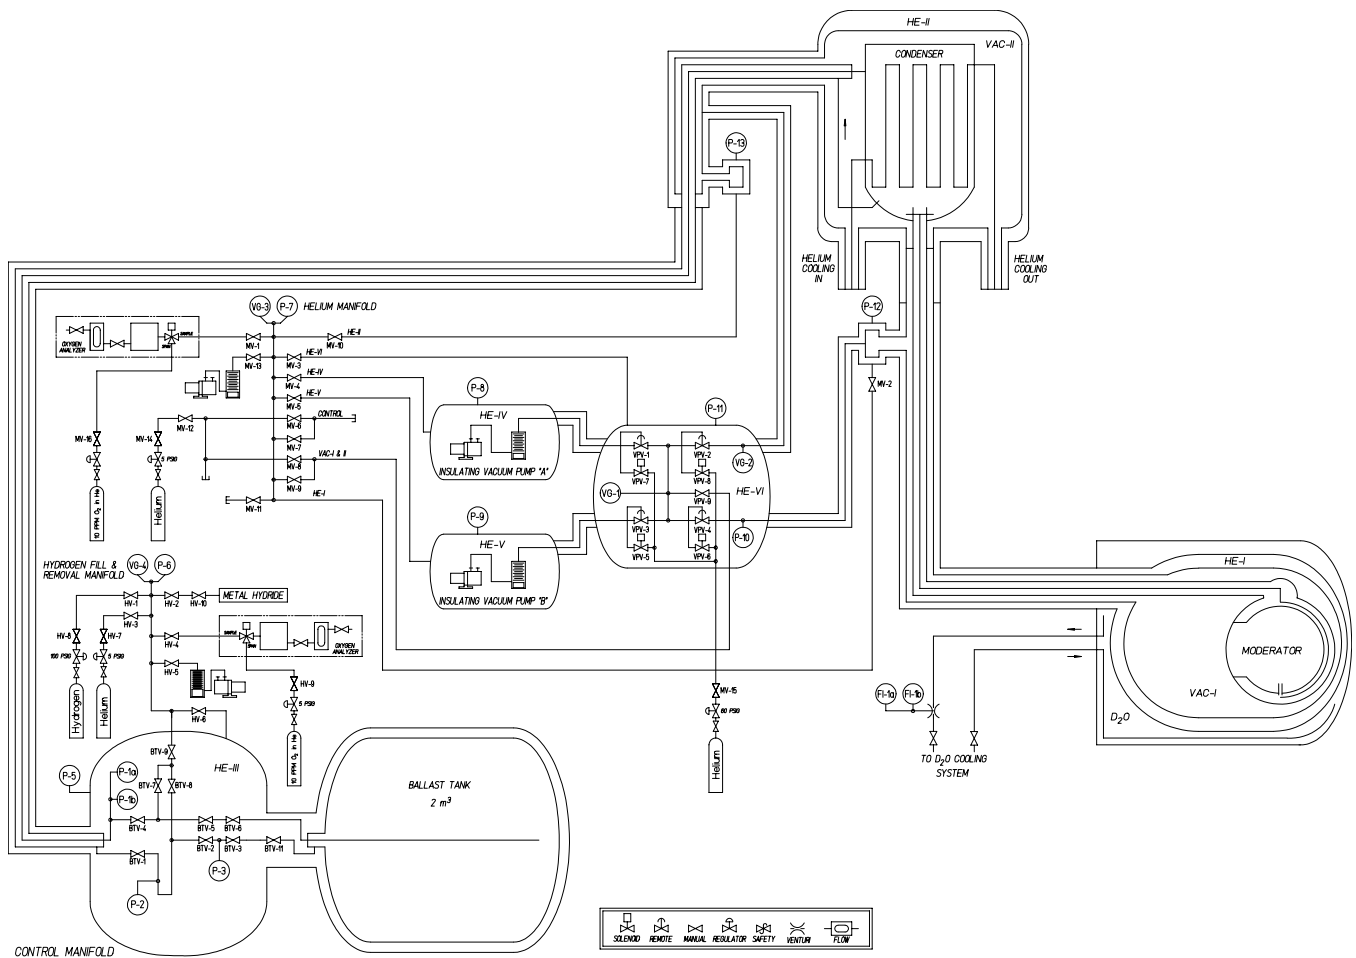 HE-II
VAC-II
CONDENSER
P-13
HELIUM
COOLING
IN
HELIUM
COOLING
OUT
VG-3
P-7
HELIUM MANIFOLD
P-12
OXYGEN
ANALYZER
SAMPLE
SPAN
MV-1
MV-10
HE-II
MV-13
MV-3
HE-VI
MV-4
HE-IV
MV-2
MV-5
HE-V
P-8
P-11
MV-12
MV-6
CONTROL
HE-IV
MV-16
MV-14
5 PSIG
MV-7
VPV-1
VPV-2
VG-2
MV-8
VAC-I & II
INSULATING VACUUM PUMP "A"
VPV-7
VPV-8
MV-9
HE-I
VG-1
VPV-9
HE-VI
MV-11
10 PPM O2 in He
Helium
P-9
VPV-3
VPV-4
P-10
HE-V
VPV-5
VPV-6
HYDROGEN FILL &
REMOVAL MANIFOLD
VG-4
P-6
HE-I
HV-1
HV-2
HV-10
METAL HYDRIDE
INSULATING VACUUM PUMP "B"
HV-3
HV-8
HV-7
HV-4
SAMPLE
SPAN
OXYGEN
ANALYZER
MODERATOR
100 PSIG
5 PSIG
HV-5
HV-9
5 PSIG
VAC-I
MV-15
60 PSIG
FI-1a
FI-1b
D2O
Hydrogen
Helium
HV-6
10 PPM O2 in He
Helium
BTV-9
HE-III
TO D2O COOLING
SYSTEM
P-5
P-1a
BTV-7
BTV-8
BALLAST TANK
2 m³
P-1b
BTV-4
BTV-5
BTV-6
BTV-2
BTV-3
BTV-11
BTV-1
P-3
P-2
SOLENOID
REMOTE
MANUAL
REGULATOR
SAFETY
VENTURI
FLOW
CONTROL MANIFOLD